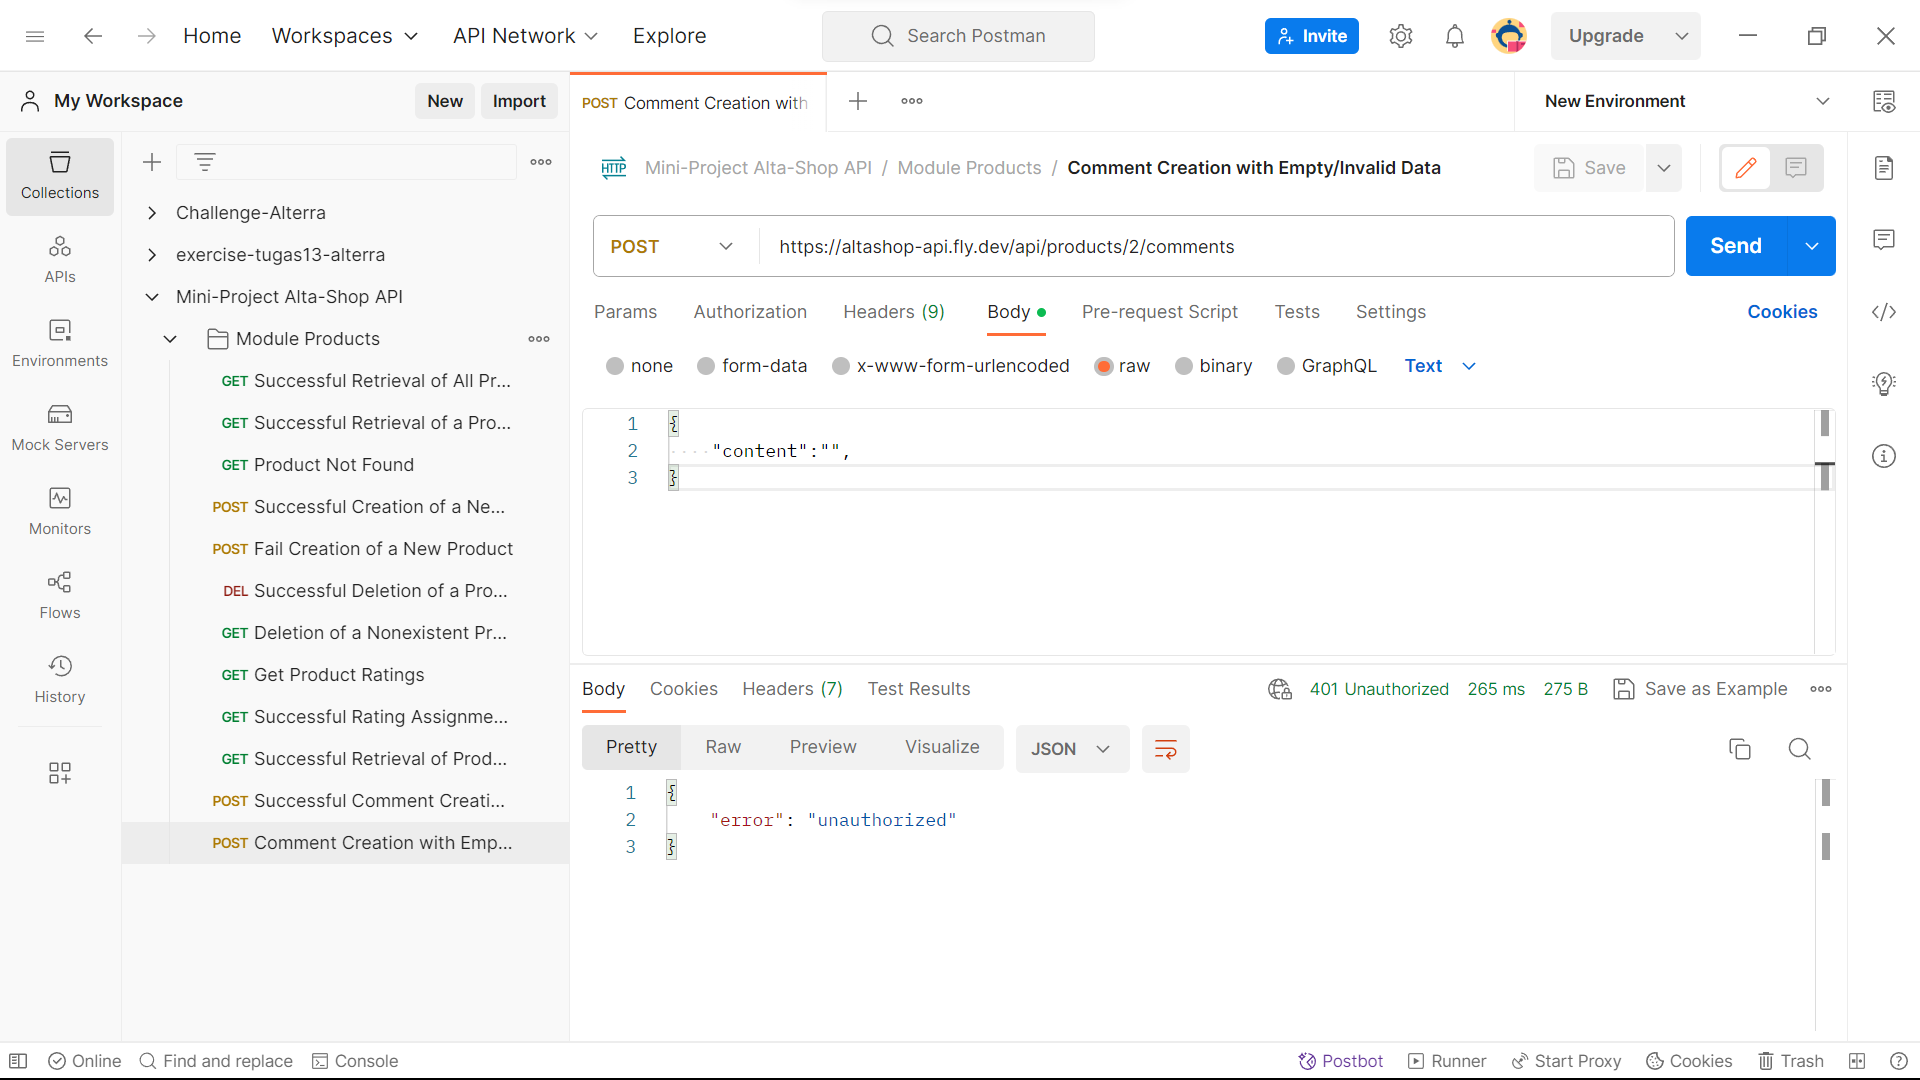 Home Workspaces API Network Explore Search Postman Invite Upgrade
My Workspace New Import
POST Comment Creation with
New Environment
Collections
APIs
Environments
Mock Servers
Monitors
Flows
History
Challenge-Alterra
exercise-tugas13-alterra
Mini-Project Alta-Shop API
Module Products
GET Successful Retrieval of All Pr...
GET Successful Retrieval of a Pro...
GET Product Not Found
POST Successful Creation of a Ne...
POST Fail Creation of a New Product
DEL Successful Deletion of a Pro...
GET Deletion of a Nonexistent Pr...
GET Get Product Ratings
GET Successful Rating Assignme...
GET Successful Retrieval of Prod...
POST Successful Comment Creati...
POST Comment Creation with Emp...
HTTP Mini-Project Alta-Shop API / Module Products / Comment Creation with Empty/Invalid Data Save
POST https://altashop-api.fly.dev/api/products/2/comments Send
Params Authorization Headers (9) Body Pre-request Script Tests Settings Cookies
none form-data x-www-form-urlencoded raw binary GraphQL Text
1 {
2 "content":"",
3 }
Body Cookies Headers (7) Test Results 401 Unauthorized 265 ms 275 B Save as Example
Pretty Raw Preview Visualize JSON
1 {
2 "error": "unauthorized"
3 }
Online Find and replace Console Postbot Runner Start Proxy Cookies Trash